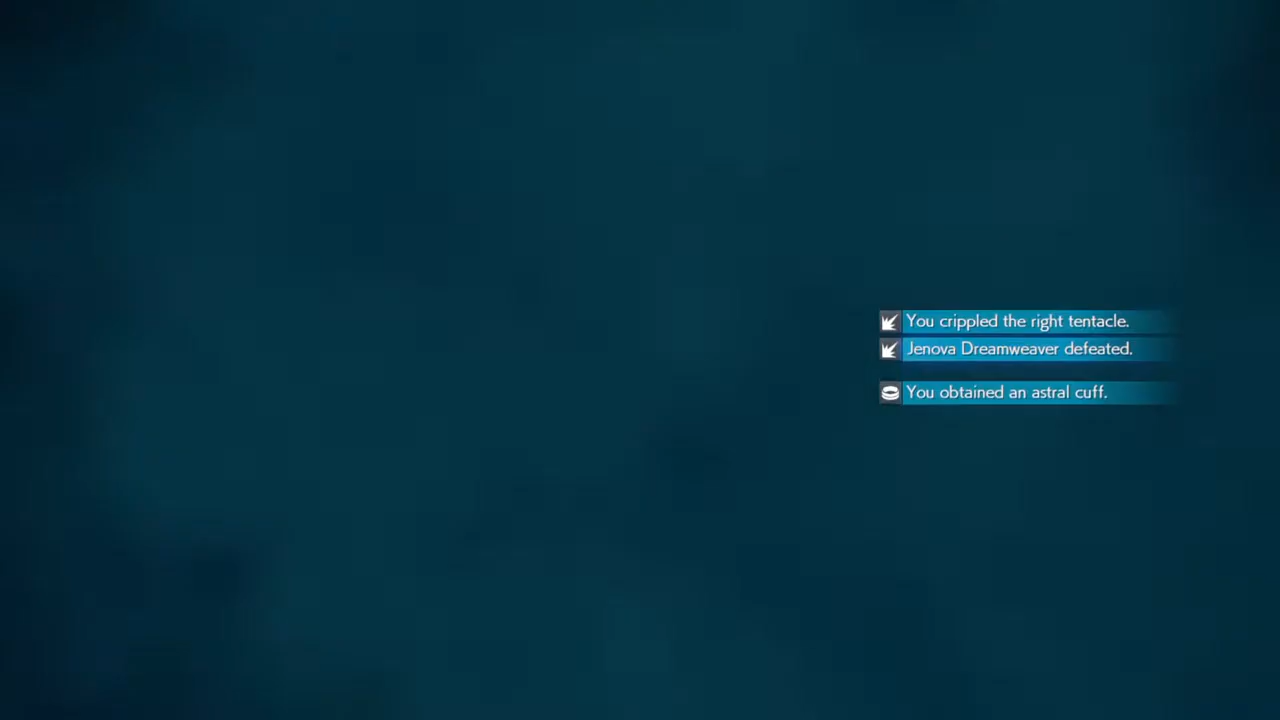 You crippled the right tentacle.
Jenova Dreamweaver defeated.
You obtained an astral cuff.